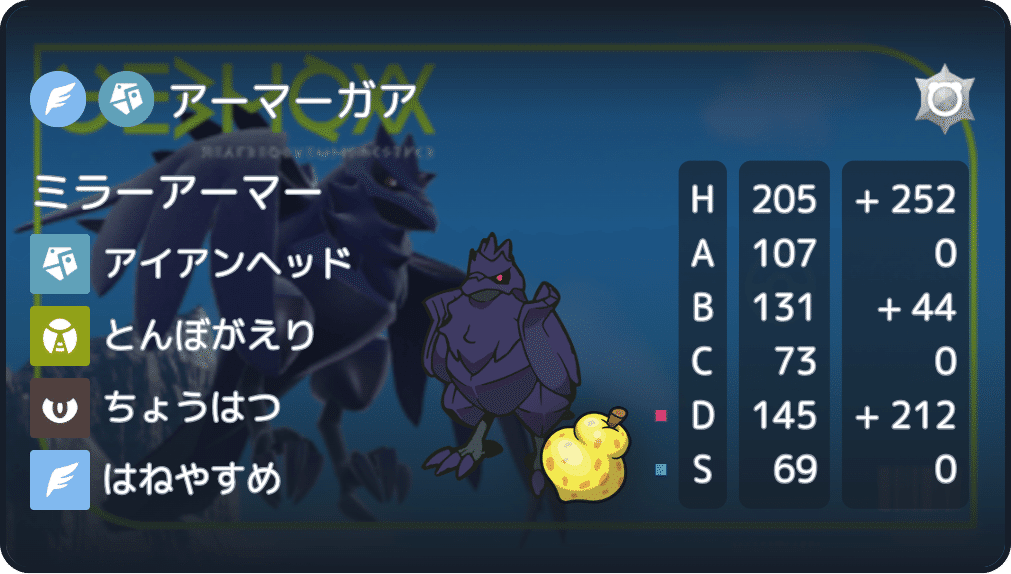 アーマーガア
ミラーアーマー
アイアンヘッド
とんぼがえり
ちょうはつ
はねやすめ
H 205 + 252
A 107 0
B 131 + 44
C 73 0
D 145 + 212
S 69 0